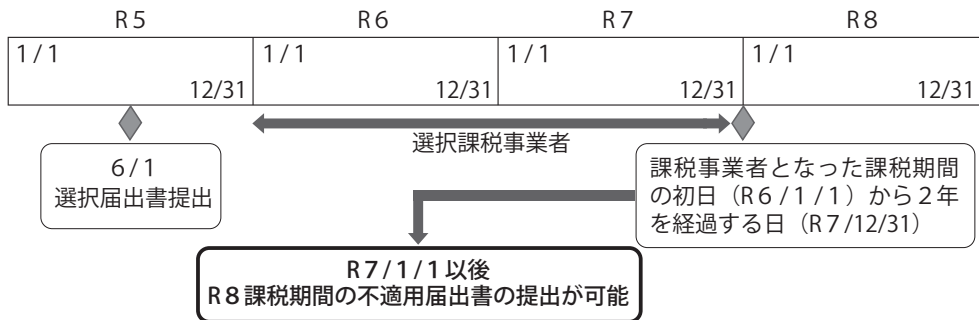 R５ R６ R７ R８
1/1 1/1 1/1 1/1
12/31 12/31 12/31 12/31
選択課税事業者
6/1
選択届出書提出
課税事業者となった課税期間
の初日（R６/１/１）から２年
を経過する日（R７/12/31）
R７/１/１以後
R８課税期間の不適用届出書の提出が可能